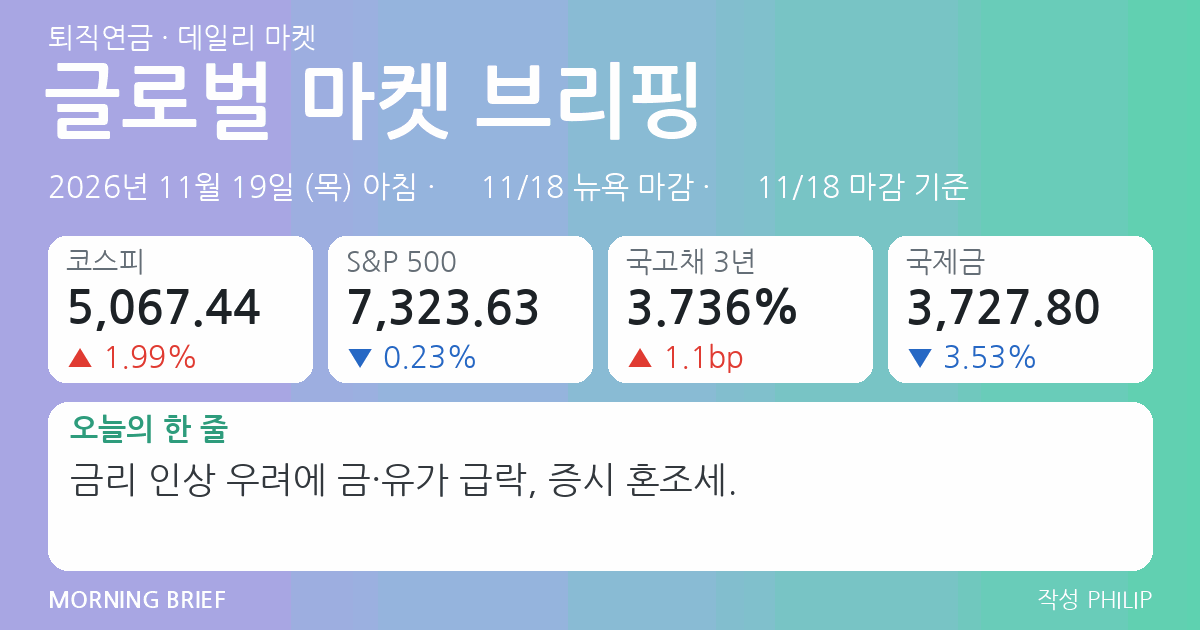 퇴직연금 · 데일리 마켓
글로벌 마켓 브리핑
2026년 11월 19일 (목) 아침 · 11/18 뉴욕 마감 · 11/18 마감 기준
코스피
5,067.44
▲ 1.99%
S&P 500
7,323.63
▼ 0.23%
국고채 3년
3.736%
▲ 1.1bp
국제금
3,727.80
▼ 3.53%
오늘의 한 줄
금리 인상 우려에 금·유가 급락, 증시 혼조세.
MORNING BRIEF
작성 PHILIP